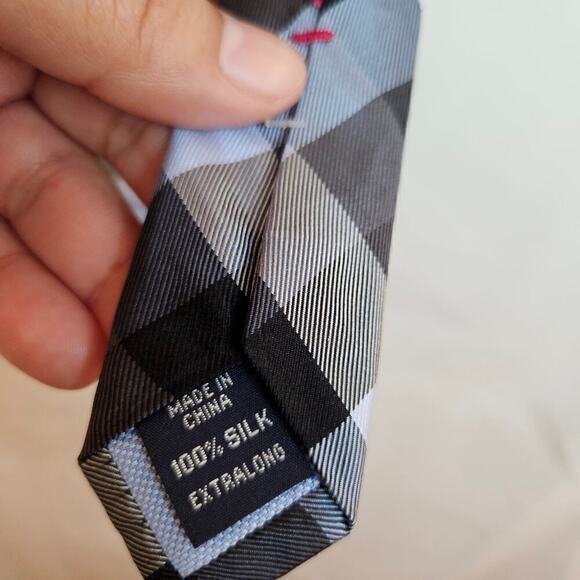 MADE IN
CHINA
100% SILK
EXTRALONG